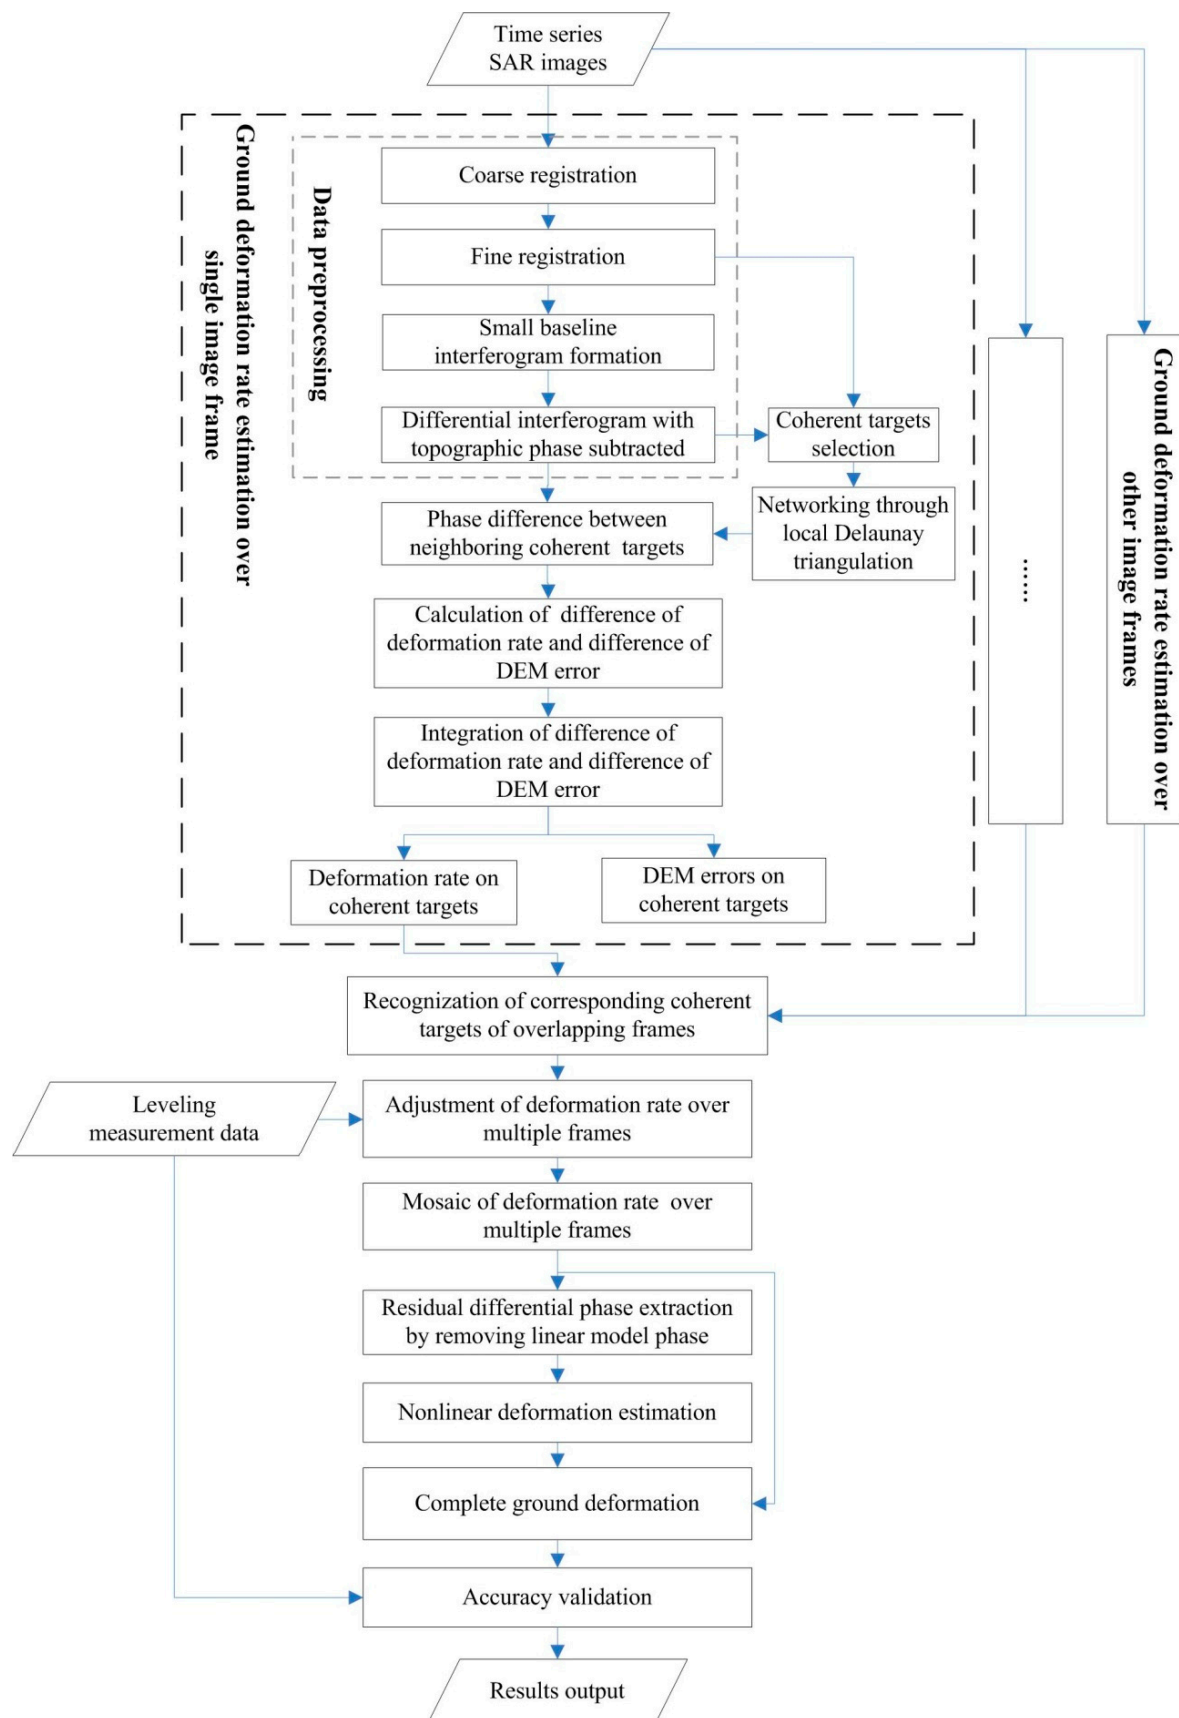 Time series
SAR images
Ground deformation rate estimation over
single image frame
Data preprocessing
Coarse registration
Fine registration
Small baseline
interferogram formation
Differential interferogram with
topographic phase subtracted
Coherent targets
selection
Networking through
local Delaunay
triangulation
Phase difference between
neighboring coherent targets
Calculation of difference of
deformation rate and difference of
DEM error
Integration of difference of
deformation rate and difference of
DEM error
Deformation rate on
coherent targets
DEM errors on
coherent targets
......
Ground deformation rate estimation over
other image frames
Recognization of corresponding coherent
targets of overlapping frames
Leveling
measurement data
Adjustment of deformation rate over
multiple frames
Mosaic of deformation rate over
multiple frames
Residual differential phase extraction
by removing linear model phase
Nonlinear deformation estimation
Complete ground deformation
Accuracy validation
Results output